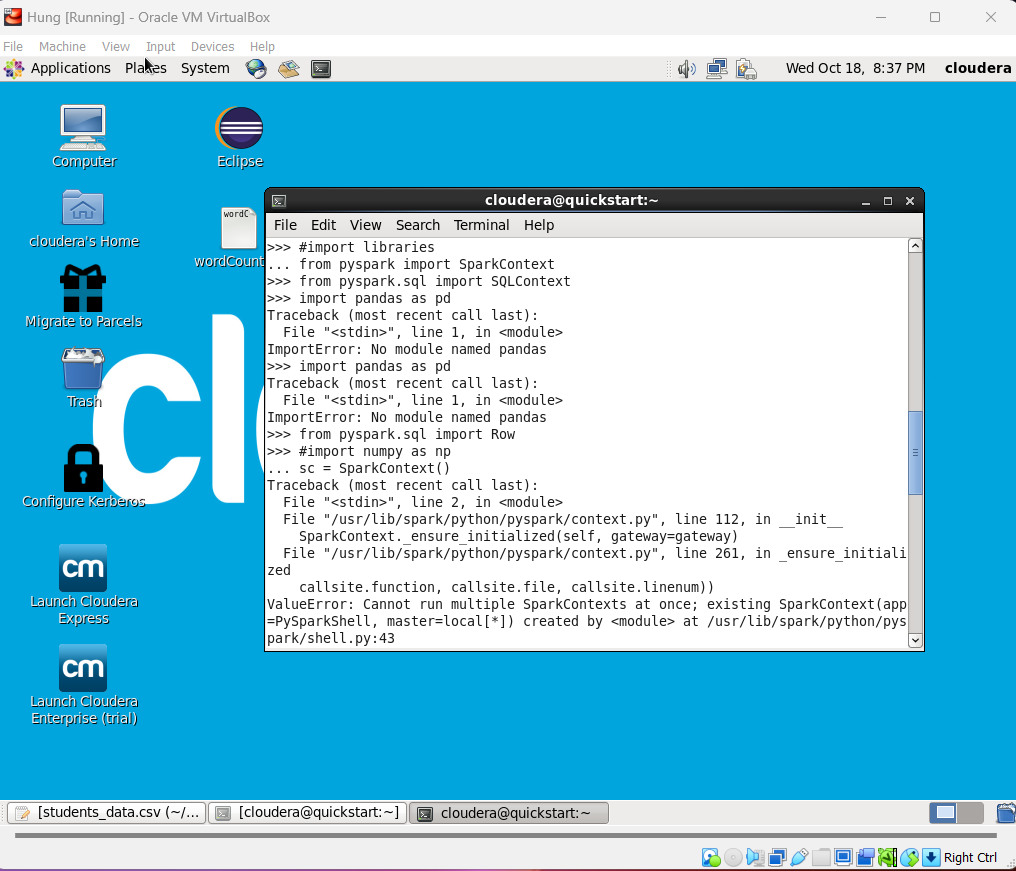 Hung [Running] - Oracle VM VirtualBox
File Machine View Input Devices Help
Applications Places System Wed Oct 18, 8:37 PM cloudera
Computer
Eclipse
cloudera's Home
wordC
wordCount
Migrate to Parcels
Trash
Configure Kerberos
cm
Launch Cloudera
Express
cm
Launch Cloudera
Enterprise (trial)
clo
cloudera@quickstart:~
File Edit View Search Terminal Help
>>> #import libraries
... from pyspark import SparkContext
>>> from pyspark.sql import SQLContext
>>> import pandas as pd
Traceback (most recent call last):
  File "<stdin>", line 1, in <module>
ImportError: No module named pandas
>>> import pandas as pd
Traceback (most recent call last):
  File "<stdin>", line 1, in <module>
ImportError: No module named pandas
>>> from pyspark.sql import Row
>>> #import numpy as np
... sc = SparkContext()
Traceback (most recent call last):
  File "<stdin>", line 2, in <module>
  File "/usr/lib/spark/python/pyspark/context.py", line 112, in __init__
    SparkContext._ensure_initialized(self, gateway=gateway)
  File "/usr/lib/spark/python/pyspark/context.py", line 261, in _ensure_initiali
zed
    callsite.function, callsite.file, callsite.linenum))
ValueError: Cannot run multiple SparkContexts at once; existing SparkContext(app
=PySparkShell, master=local[*]) created by <module> at /usr/lib/spark/python/pys
park/shell.py:43
[students_data.csv (~/... [cloudera@quickstart:~] cloudera@quickstart:~
Right Ctrl